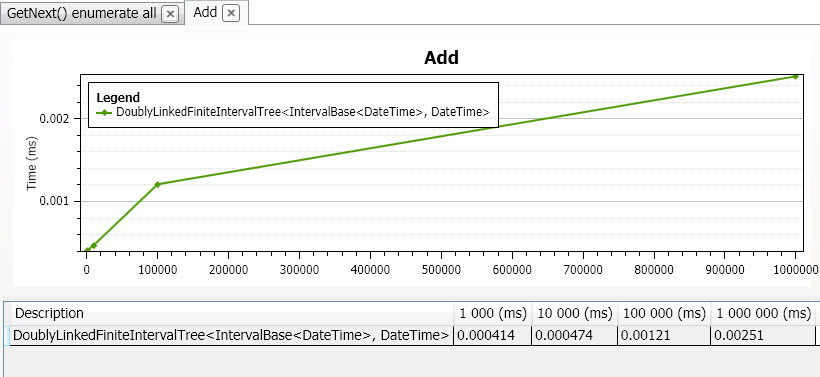 GetNext() enumerate all Add
Add
Legend
DoublyLinkedFiniteIntervalTree<IntervalBase<DateTime>, DateTime>
0.002
Time (ms)
0.001
0 100000 200000 300000 400000 500000 600000 700000 800000 900000 1000000
Description 1 000 (ms) 10 000 (ms) 100 000 (ms) 1 000 000 (ms)
DoublyLinkedFiniteIntervalTree<IntervalBase<DateTime>, DateTime> 0.000414 0.000474 0.00121 0.00251